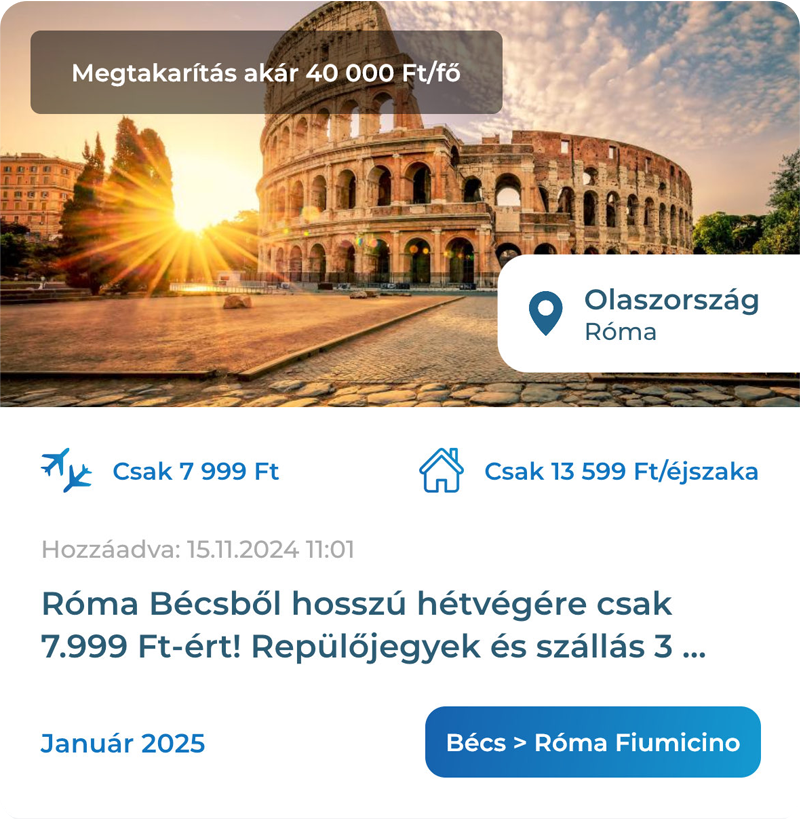 Megtakarítás akár 40 000 Ft/fő
Olaszország
Róma
Csak 7 999 Ft
Csak 13 599 Ft/éjszaka
Hozzáadva: 15.11.2024 11:01
Róma Bécsből hosszú hétvégére csak
7.999 Ft-ért! Repülőjegyek és szállás 3 ...
Január 2025
Bécs > Róma Fiumicino